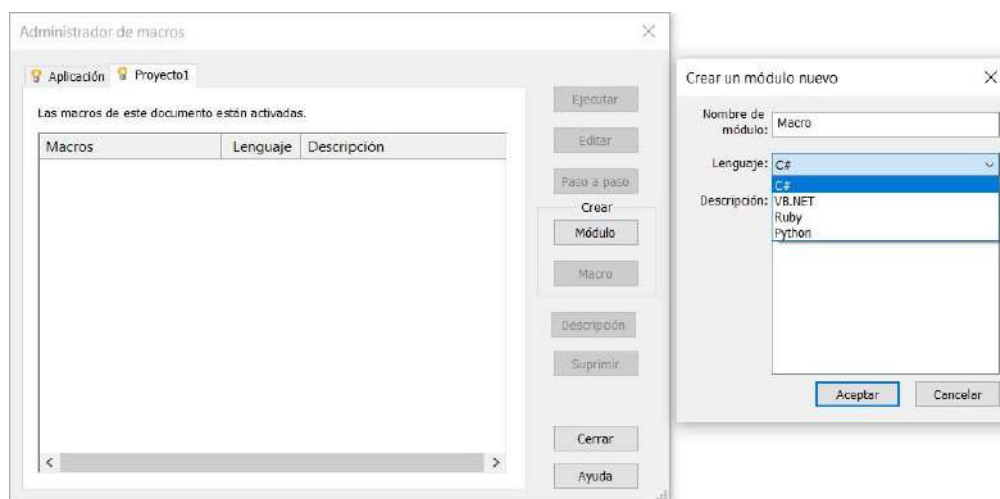 Administrador de macros
Aplicación Proyecto1
Las macros de este documento están activadas.
Macros Lenguaje Descripción
Ejecutar
Editar
Paso a paso
Crear
Módulo
Macro
Descripción
Suprimir
Cerrar
Ayuda
Crear un módulo nuevo
Nombre de módulo: Macro
Lenguaje: C#
C#
Descripción: VB.NET
Ruby
Python
Aceptar Cancelar